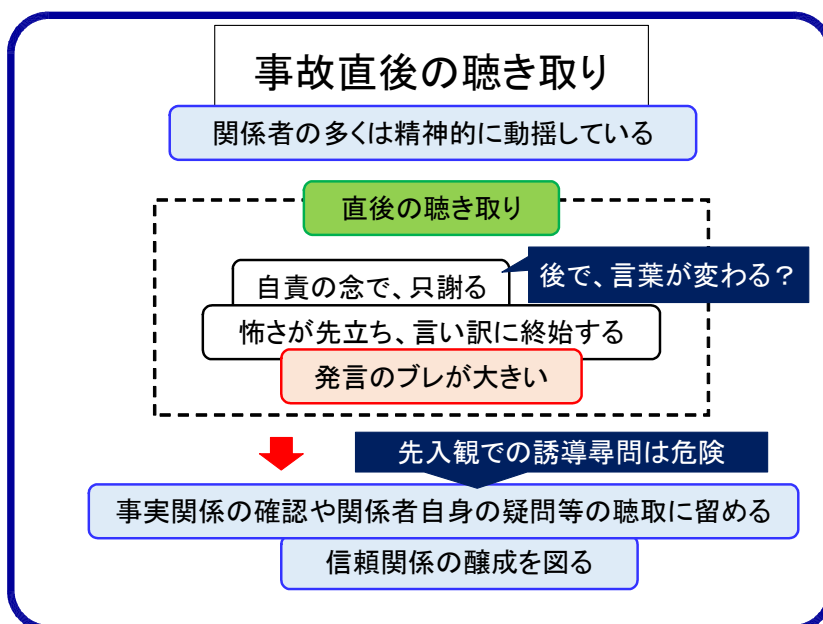 事故直後の聴き取り
関係者の多くは精神的に動揺している
直後の聴き取り
後で、言葉が変わる？
自責の念で、只謝る
怖さが先立ち、言い訳に終始する
発言のブレが大きい
先入観での誘導尋問は危険
事実関係の確認や関係者自身の疑問等の聴取に留める
信頼関係の醸成を図る